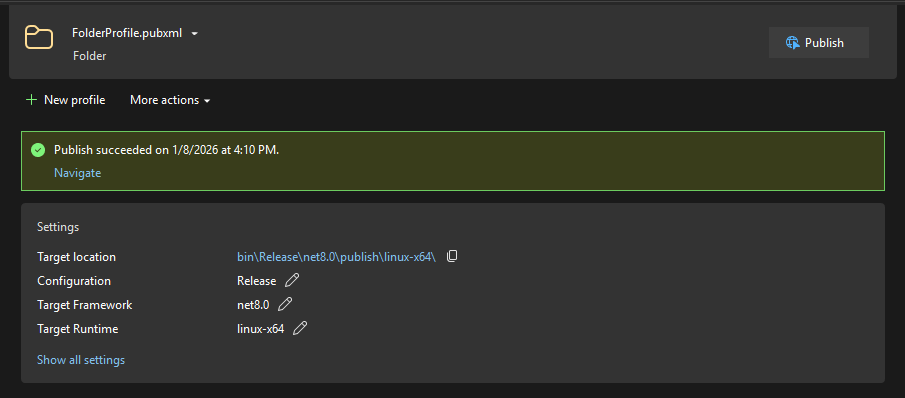 FolderProfile.pubxml
Folder
Publish
New profile
More actions
Publish succeeded on 1/8/2026 at 4:10 PM.
Navigate
Settings
Target location bin\Release\net8.0\publish\linux-x64\
Configuration Release
Target Framework net8.0
Target Runtime linux-x64
Show all settings